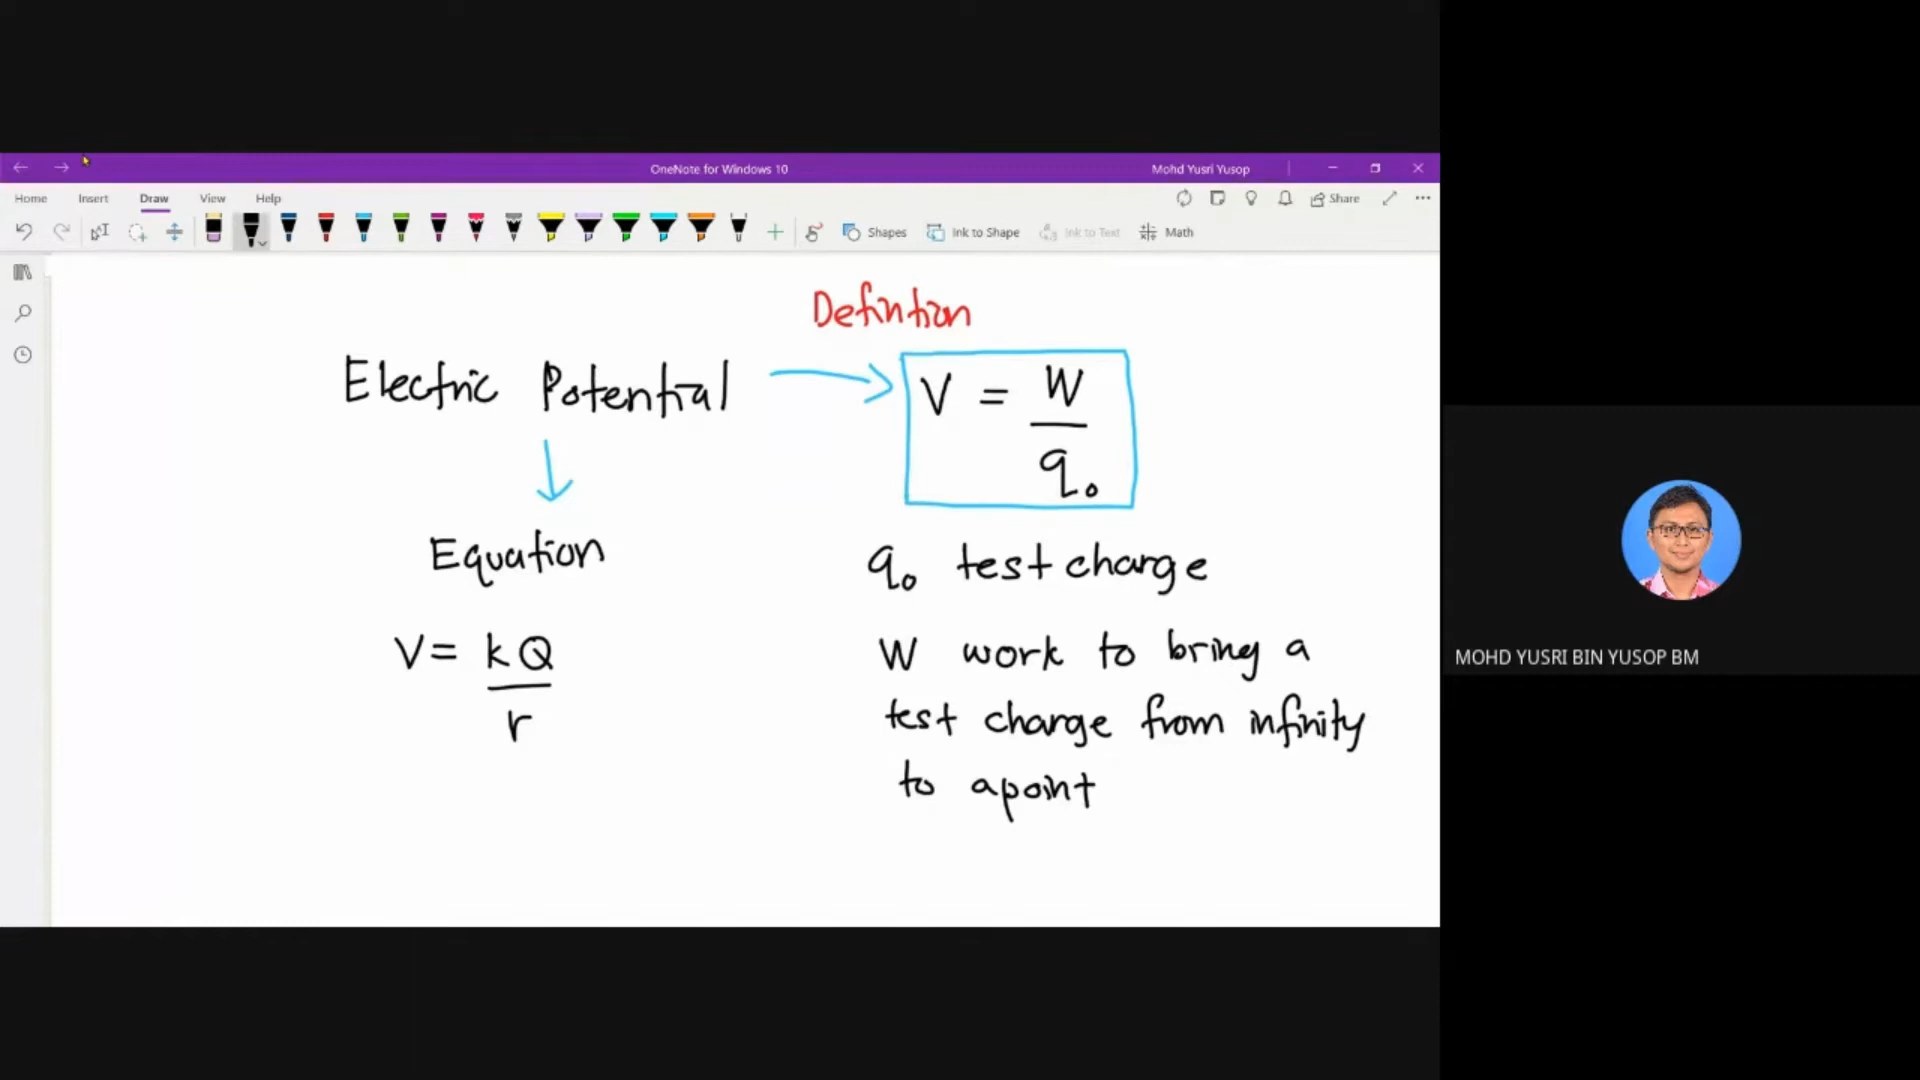 OneNote for Windows 10
Mohd Yusri Yusop
Home Insert Draw View Help
Share
Shapes Ink to Shape Ink to Text Math
Defintion
Electric Potential
V = W
q₀
Equation
q₀ test charge
V = kQ
r
W work to bring a
test charge from infinity
to a point
MOHD YUSRI BIN YUSOP BM